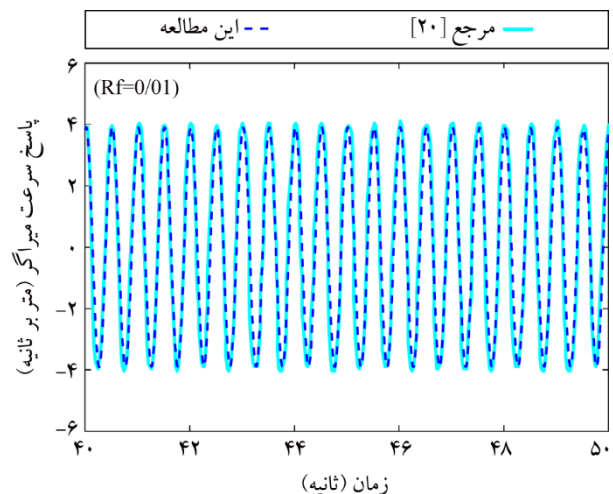 مرجع [۲۰]
این مطالعه
(Rf=0/01)
پاسخ سرعت میراگر (متر بر ثانیه)
۶
۴
۲
۰
-۲
-۴
-۶
۴۰ ۴۲ ۴۴ ۴۶ ۴۸ ۵۰
زمان (ثانیه)